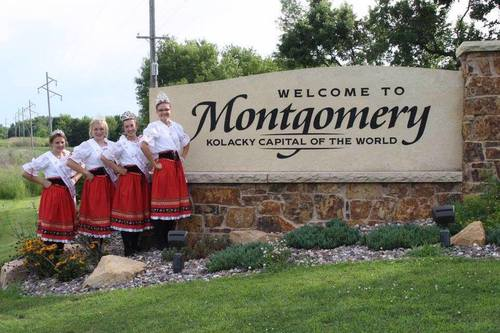 WELCOME TO
Montgomery
KOLACKY CAPITAL OF THE WORLD